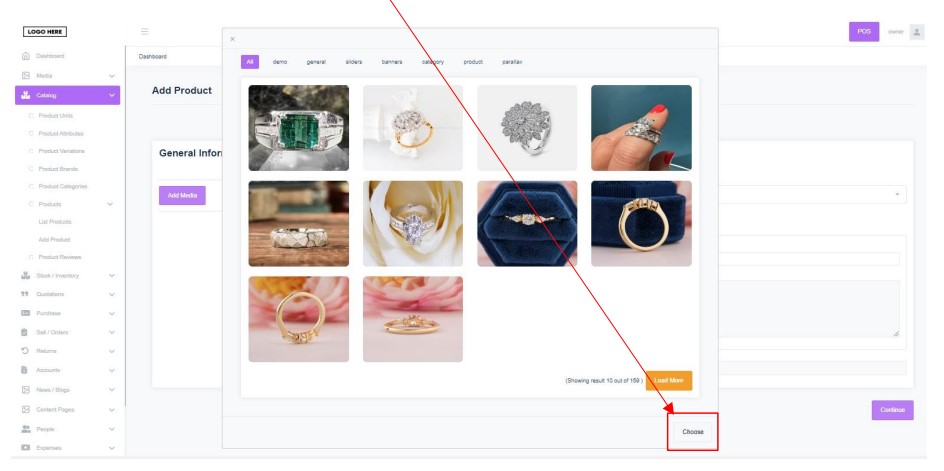 LOGO HERE
POS
owner
Dashboard
Dashboard
All demo general sliders banners category product parallax
Media
Catalog
Add Product
Product Units
Product Attributes
Product Variations
General Infor
Product Brands
Product Categories
Add Media
Products
List Products
Add Product
Product Reviews
Stock / Inventory
Quotations
Purchase
Sell / Orders
Returns
Accounts
(Showing result 10 out of 159 ) Load More
News / Blogs
Content Pages
Continue
People
Choose
Expenses